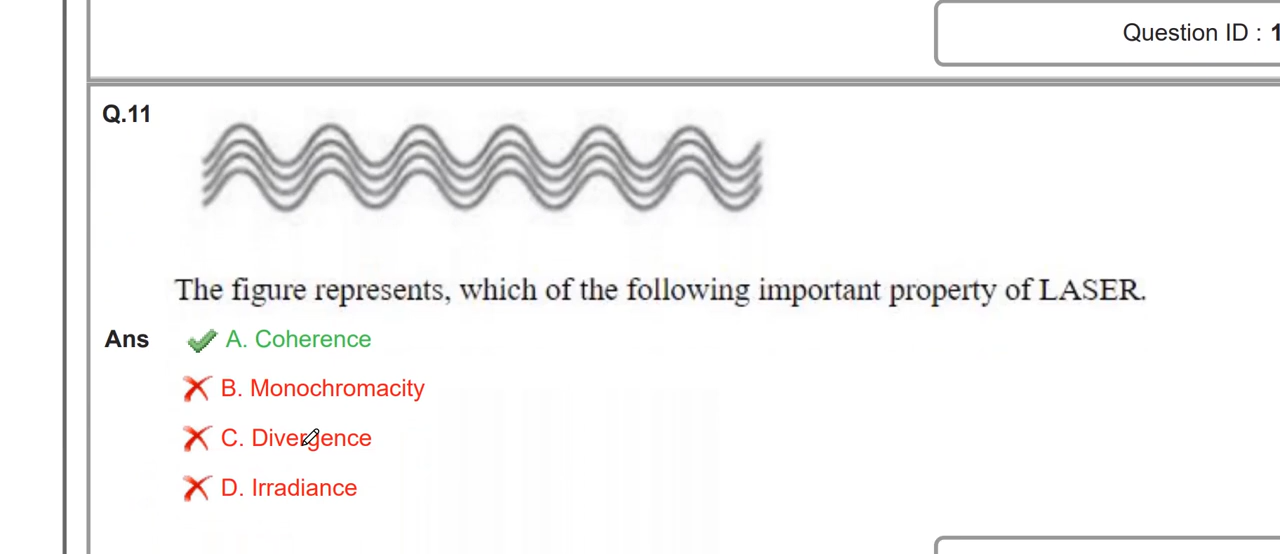 Question ID : 1
Q.11
The figure represents, which of the following important property of LASER.
Ans A. Coherence
B. Monochromacity
C. Divergence
D. Irradiance